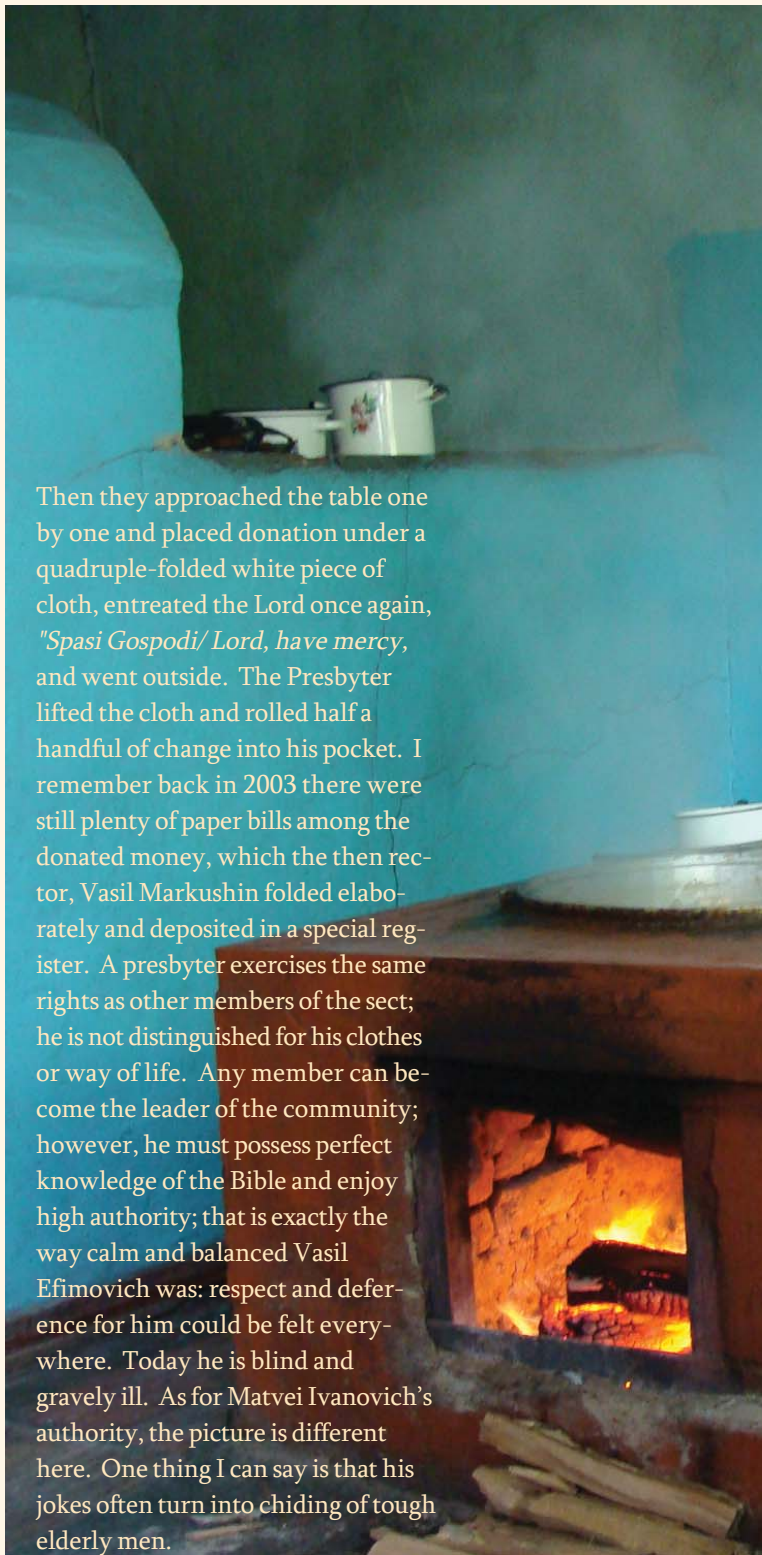 Then they approached the table one
by one and placed donation under a
quadruple-folded white piece of
cloth, entreated the Lord once again,
"Spasi Gospodi/ Lord, have mercy,
and went outside. The Presbyter
lifted the cloth and rolled half a
handful of change into his pocket. I
remember back in 2003 there were
still plenty of paper bills among the
donated money, which the then rec-
tor, Vasil Markushin folded elabo-
rately and deposited in a special reg-
ister. A presbyter exercises the same
rights as other members of the sect;
he is not distinguished for his clothes
or way of life. Any member can be-
come the leader of the community;
however, he must possess perfect
knowledge of the Bible and enjoy
high authority; that is exactly the
way calm and balanced Vasil
Efimovich was: respect and defer-
ence for him could be felt every-
where. Today he is blind and
gravely ill. As for Matvei Ivanovich's
authority, the picture is different
here. One thing I can say is that his
jokes often turn into chiding of tough
elderly men.